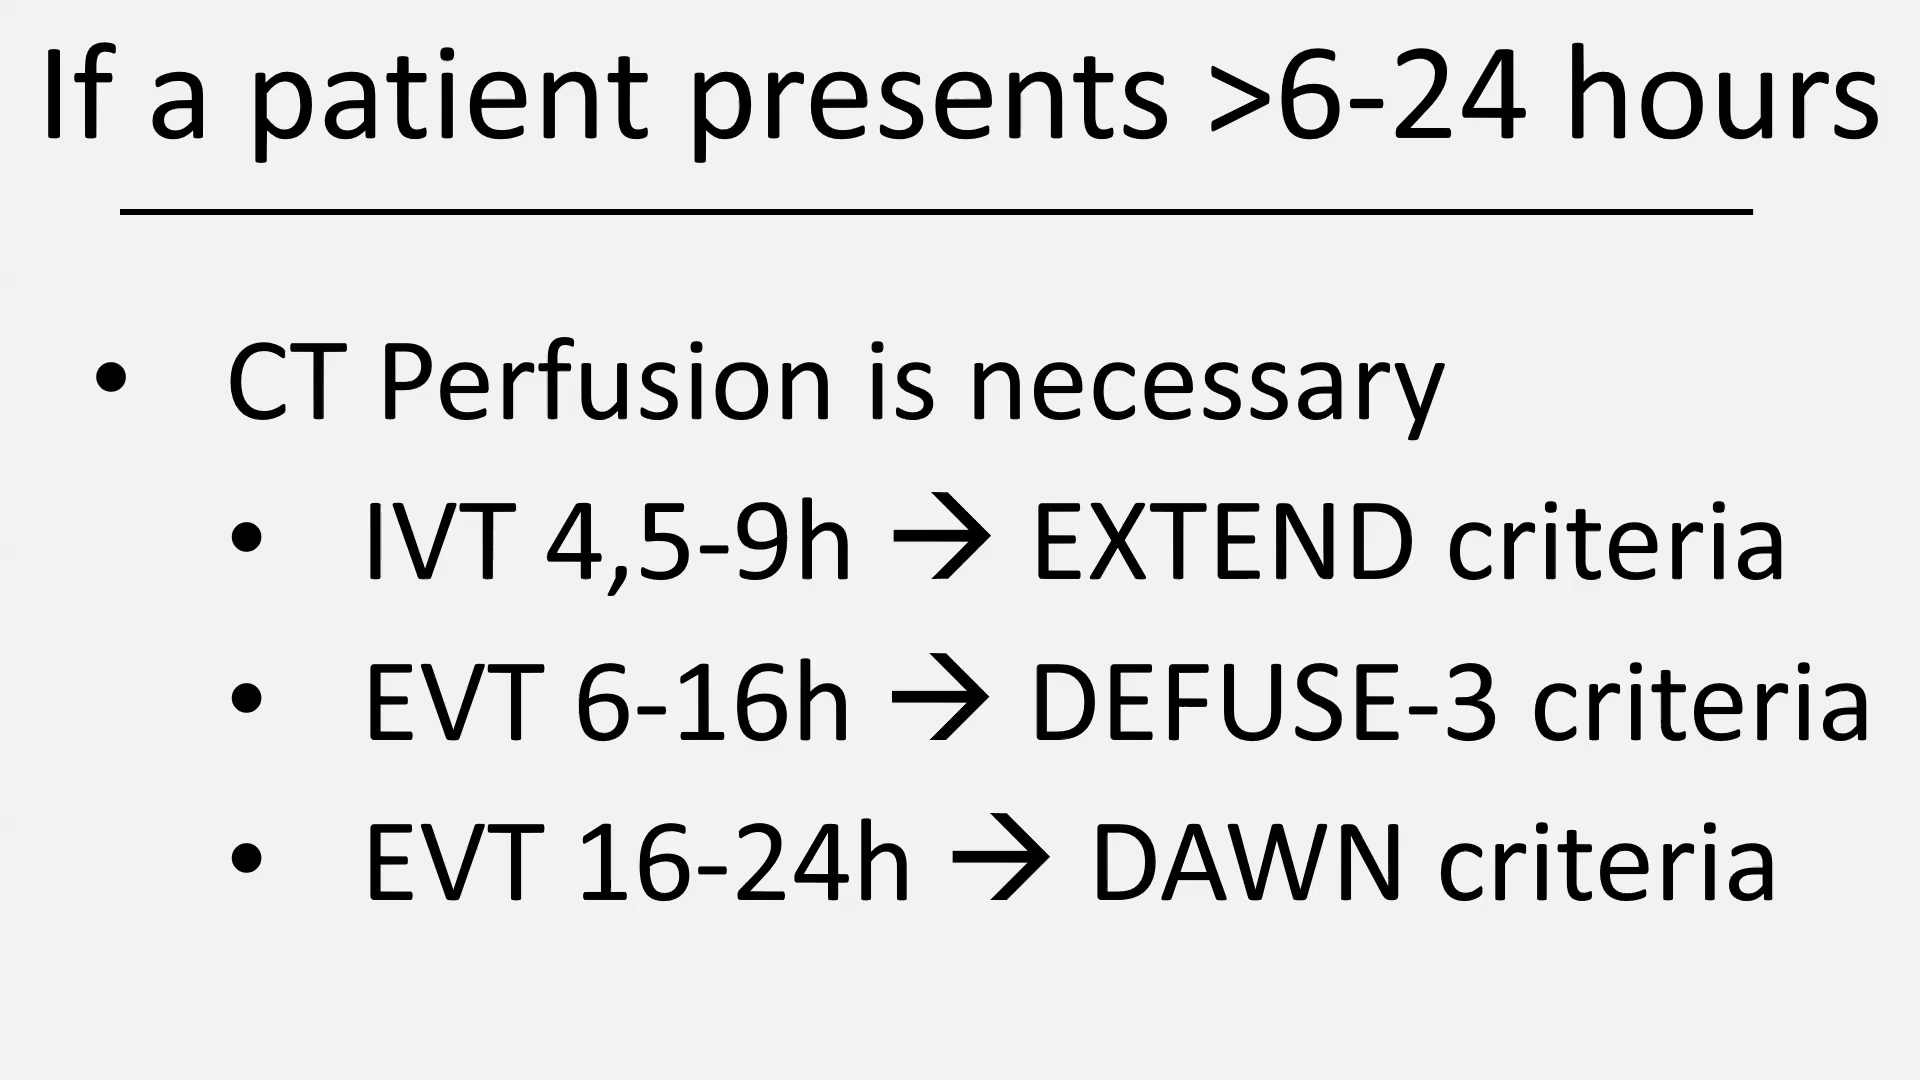 If a patient presents >6-24 hours
• CT Perfusion is necessary
• IVT 4,5-9h → EXTEND criteria
• EVT 6-16h → DEFUSE-3 criteria
• EVT 16-24h → DAWN criteria